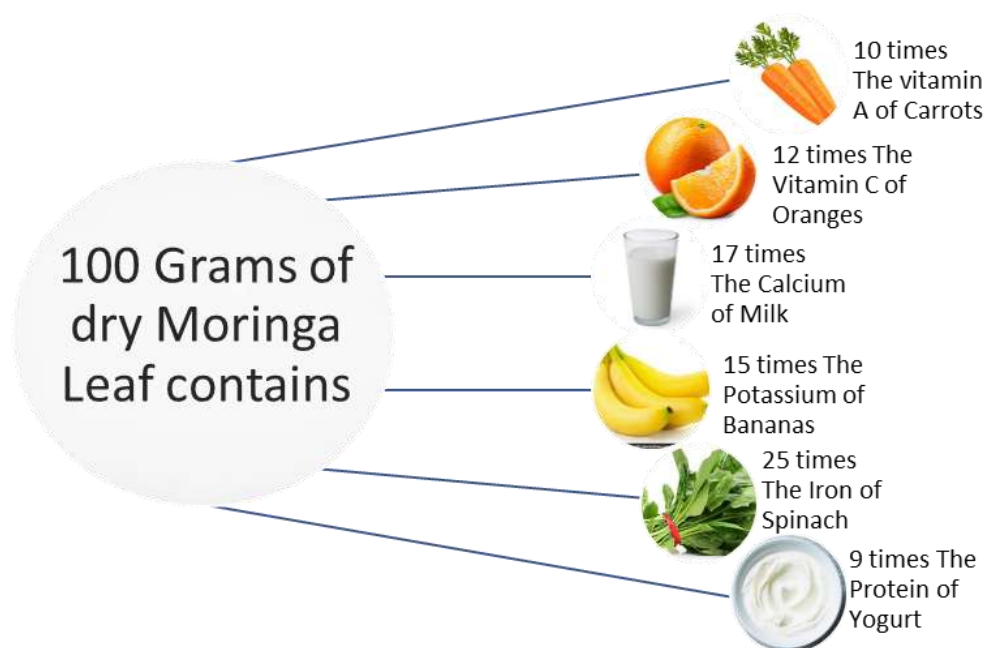 100 Grams of
dry Moringa
Leaf contains
10 times
The vitamin
A of Carrots
12 times The
Vitamin C of
Oranges
17 times
The Calcium
of Milk
15 times The
Potassium of
Bananas
25 times
The Iron of
Spinach
9 times The
Protein of
Yogurt